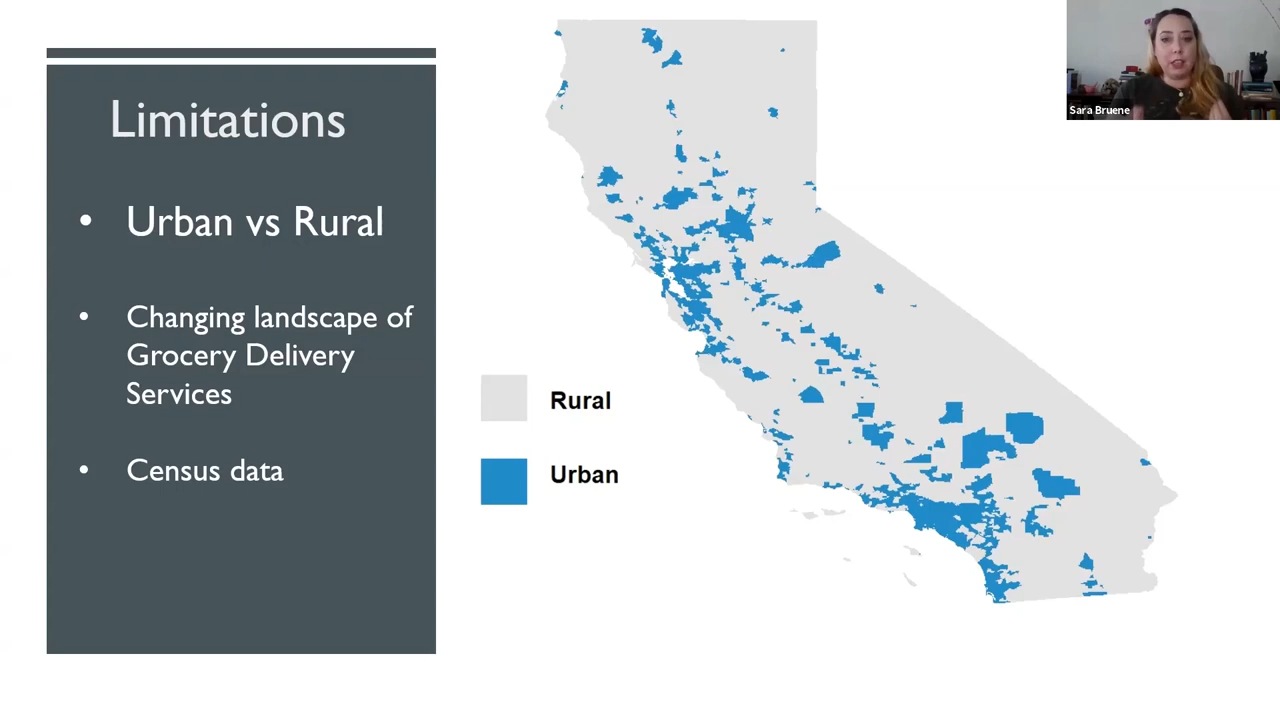 Limitations
• Urban vs Rural
• Changing landscape of
Grocery Delivery
Services
• Census data
Rural
Urban
Sara Bruene